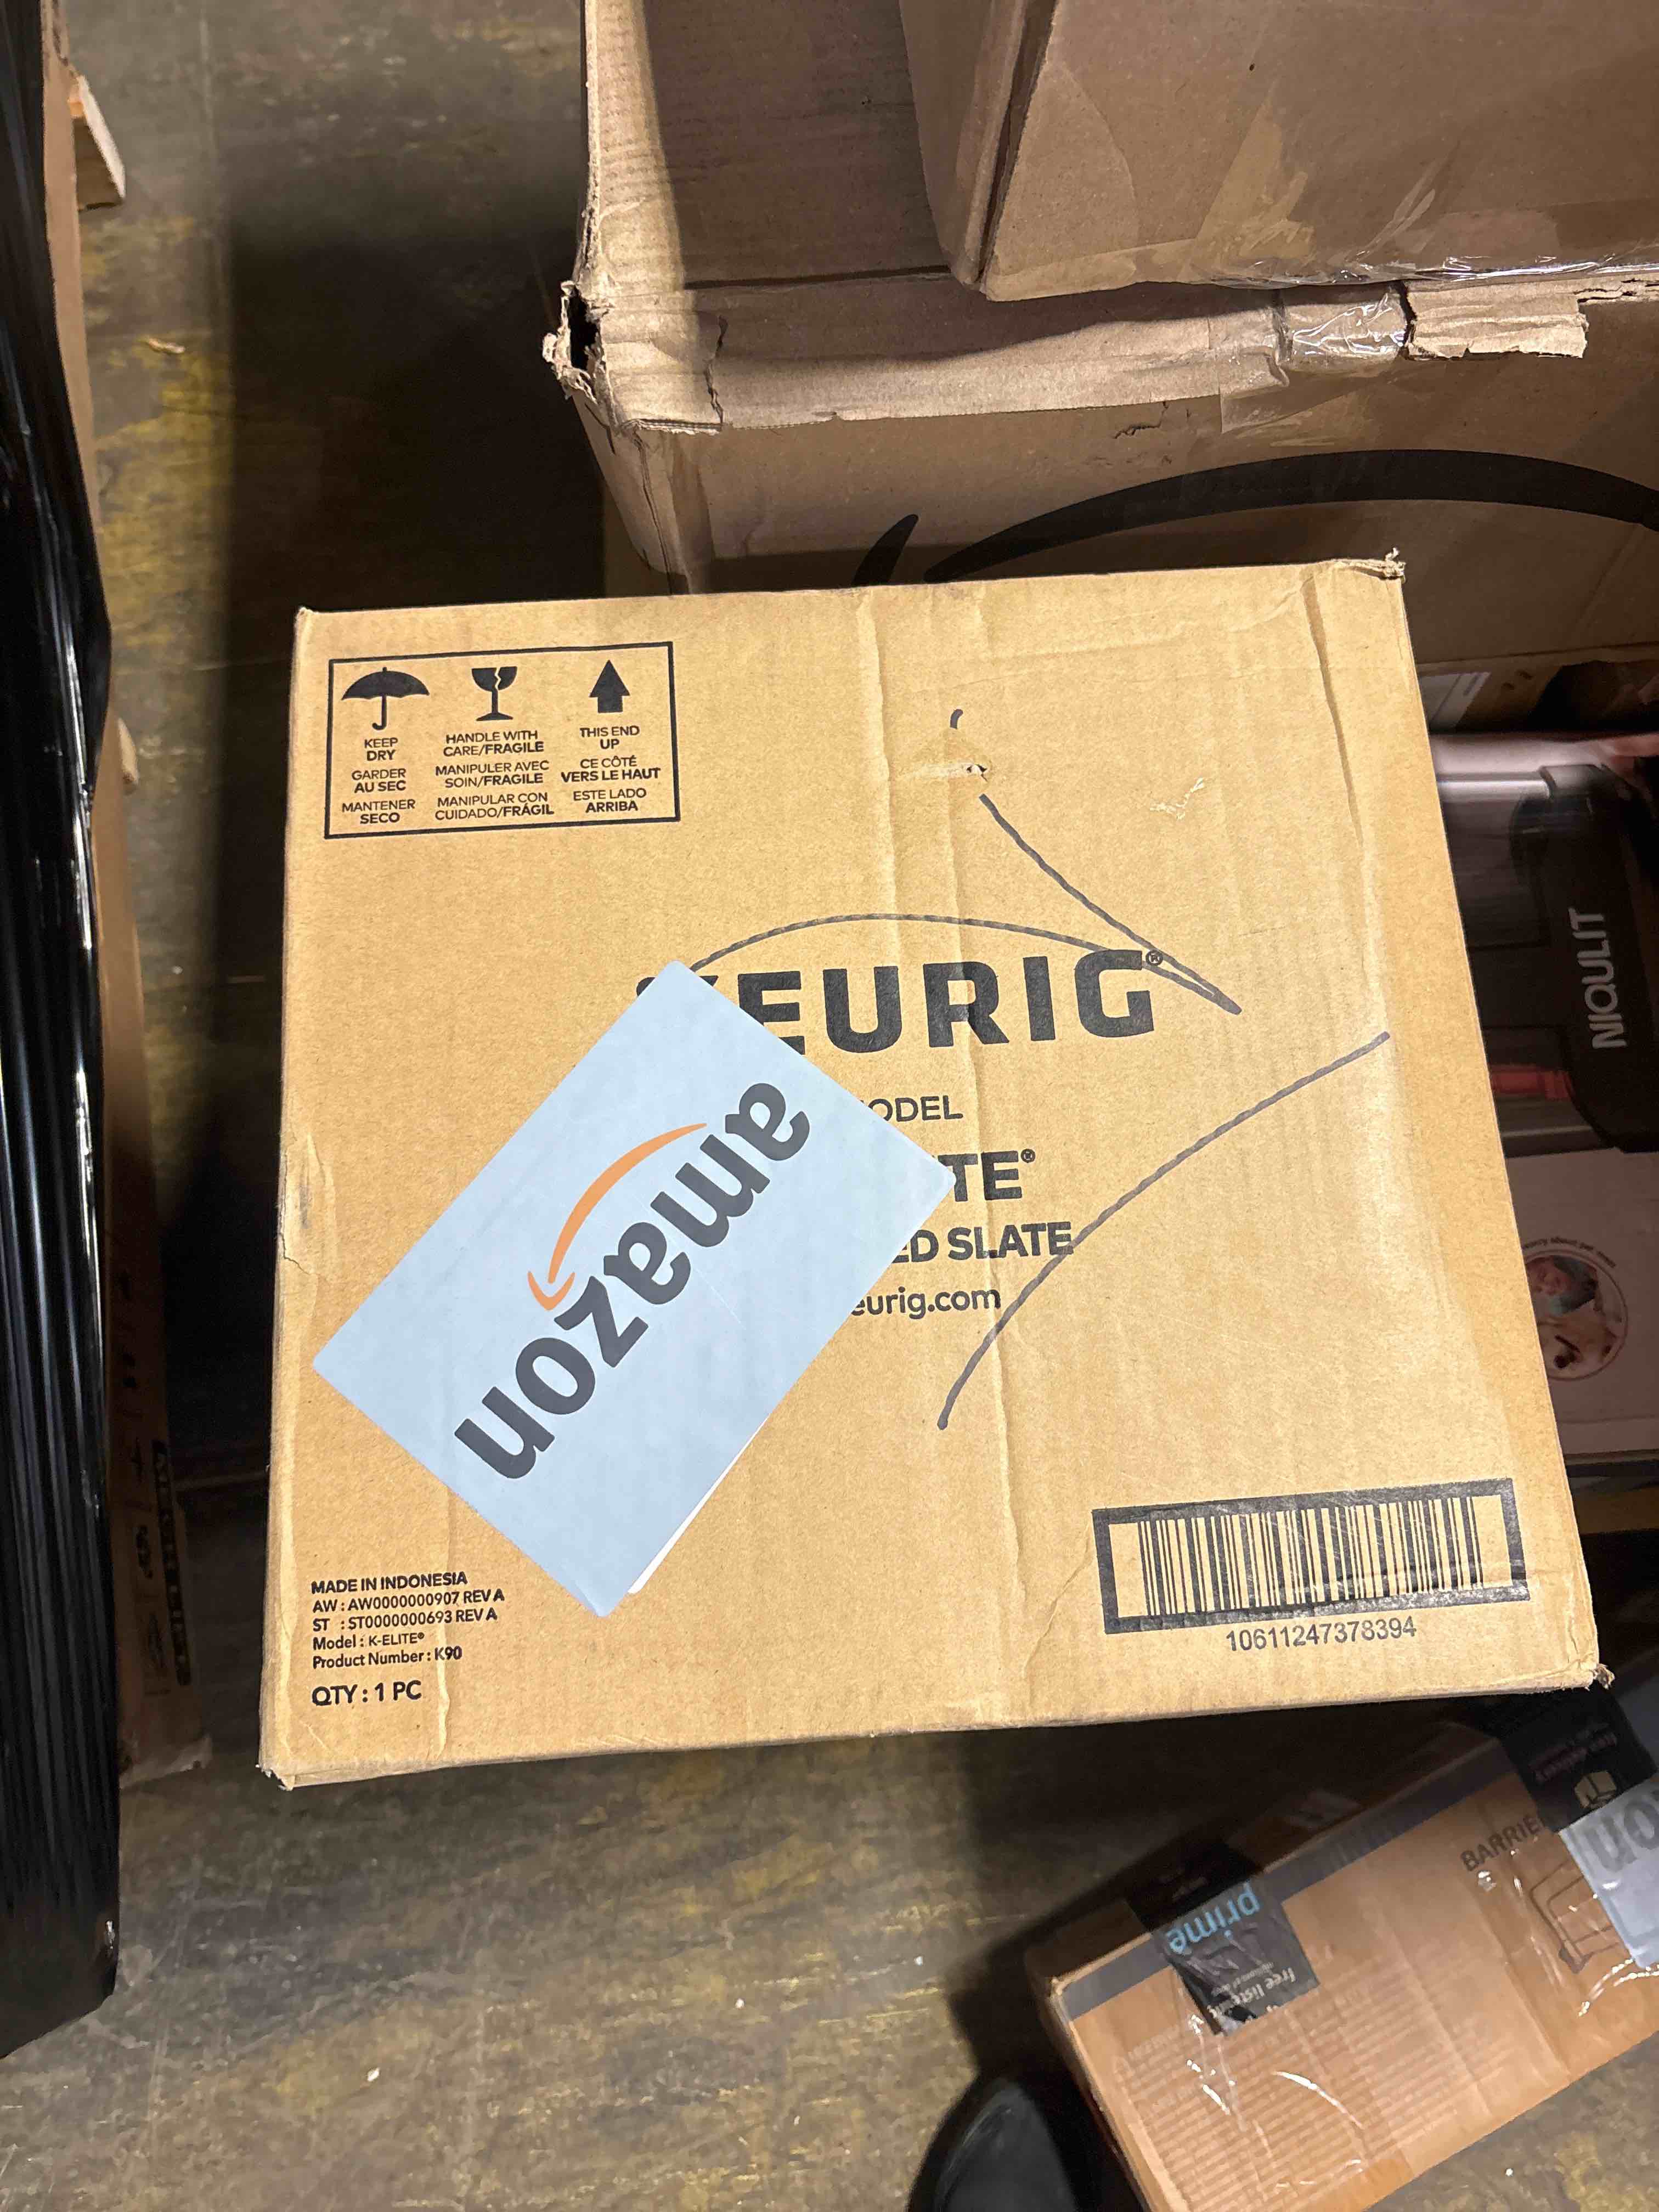 KEEP
DRY
GARDER
AU SEC
MANTENER
SECO
HANDLE WITH
CARE/FRAGILE
MANIPULER AVEC
SOIN/FRAGILE
MANIPULAR CON
CUIDADO/FRÁGIL
THIS END
UP
CE CÔTÉ
VERS LE HAUT
ESTE LADO
ARRIBA
KEURIG®
ODEL
TE®
ED SLATE
eurig.com
amazon
MADE IN INDONESIA
AW : AW0000000907 REV A
ST : ST0000000693 REV A
Model : K-ELITE®
Product Number : K90
QTY : 1 PC
10611247378394
NIQULIT
BARRIE
prime
on